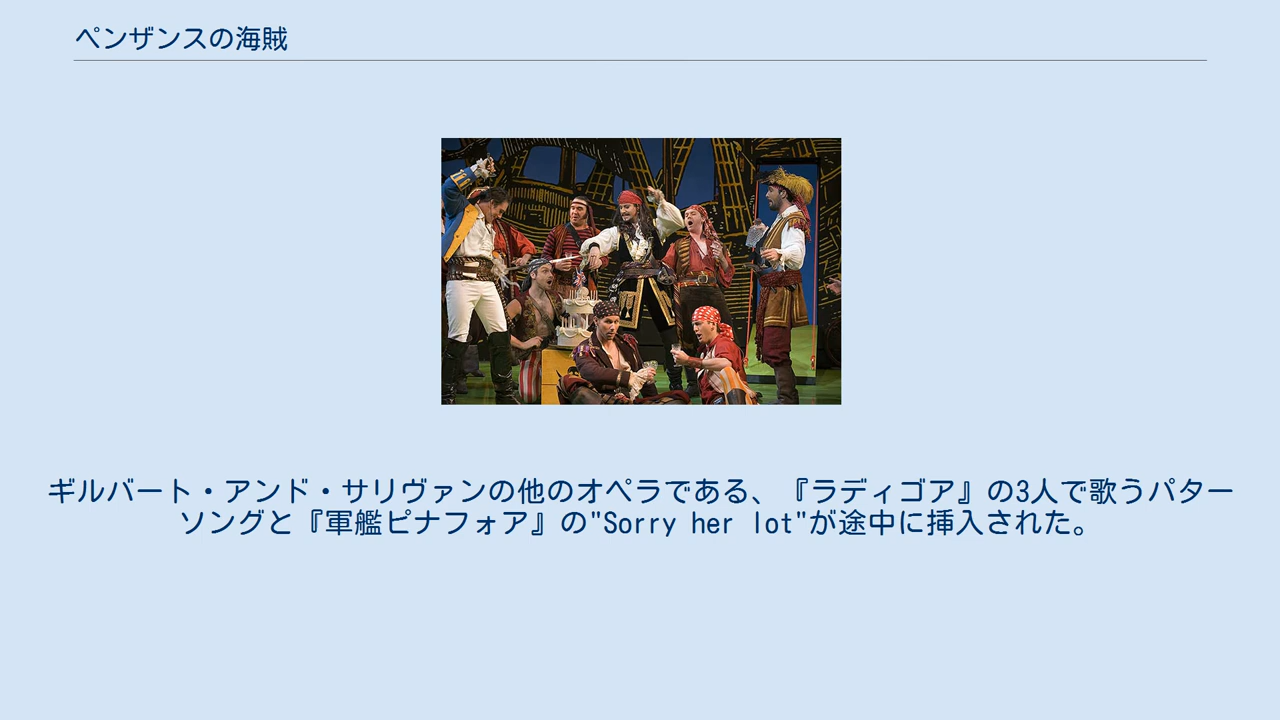 ペンザンスの海賊
ギルバート・アンド・サリヴァンの他のオペラである、『ラディゴア』の3人で歌うパター
ソングと『軍艦ピナフォア』の"Sorry her lot"が途中に挿入された。